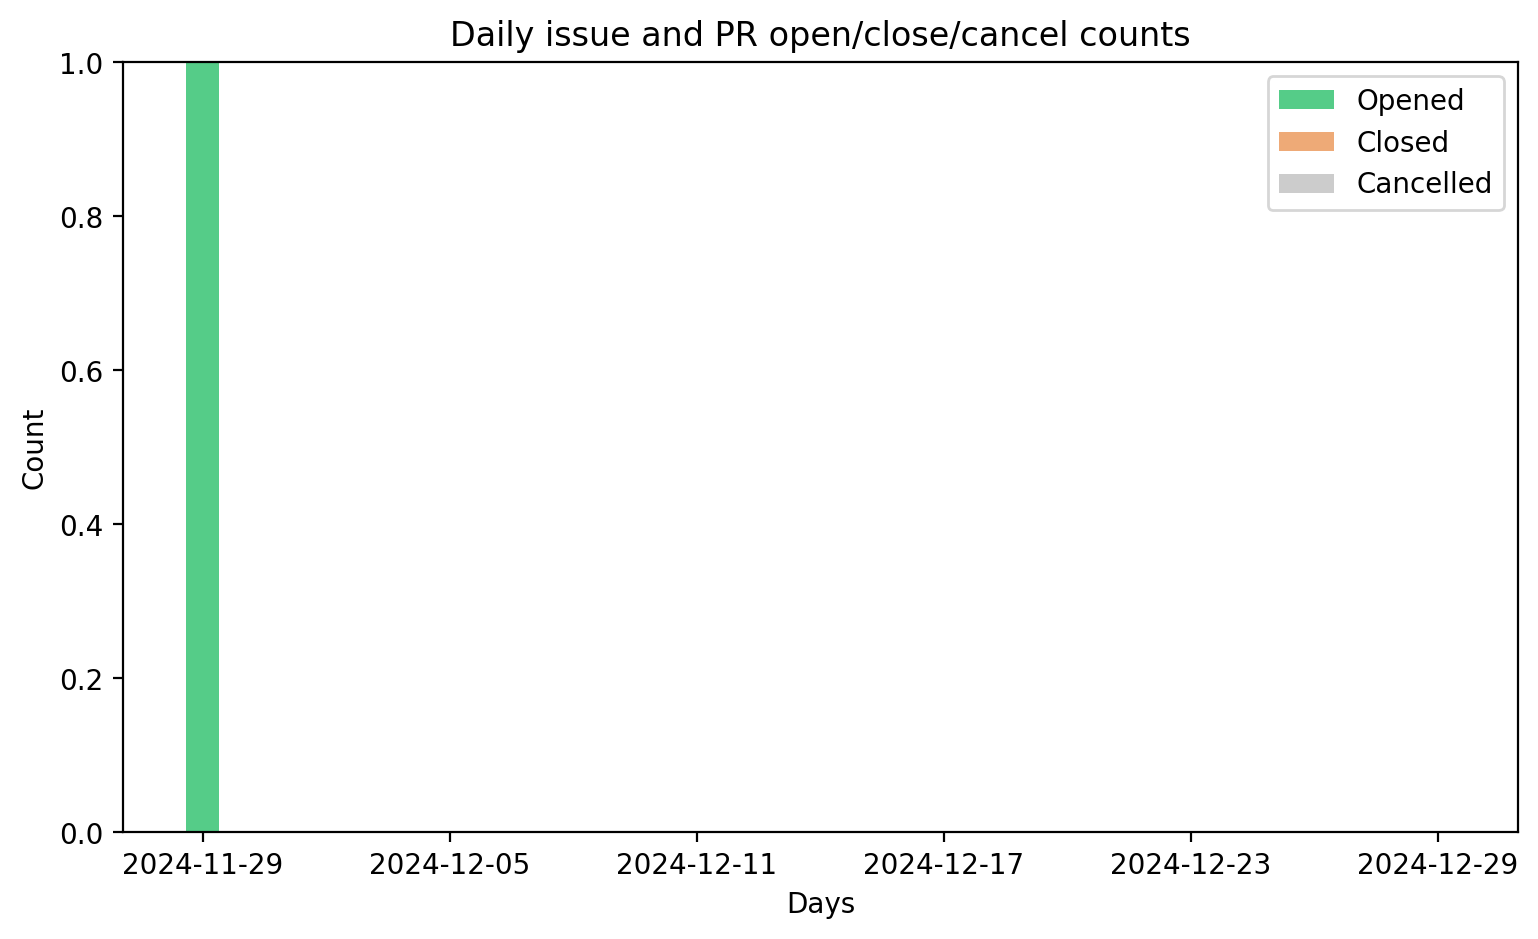 Daily issue and PR open/close/cancel counts
1.0
0.8
0.6
0.4
0.2
0.0
Count
Opened
Closed
Cancelled
2024-11-29 2024-12-05 2024-12-11 2024-12-17 2024-12-23 2024-12-29
Days